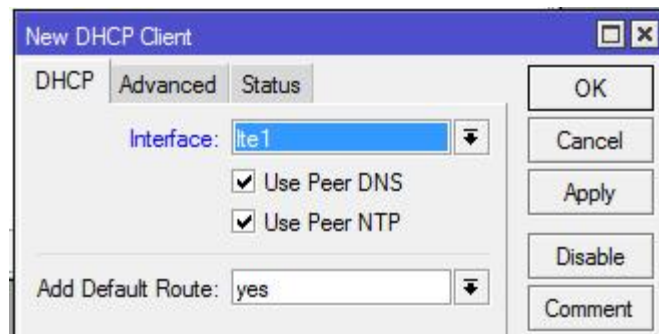 New DHCP Client
DHCP Advanced Status
OK
Interface: lte1
Cancel
Use Peer DNS
Apply
Use Peer NTP
Disable
Add Default Route: yes
Comment